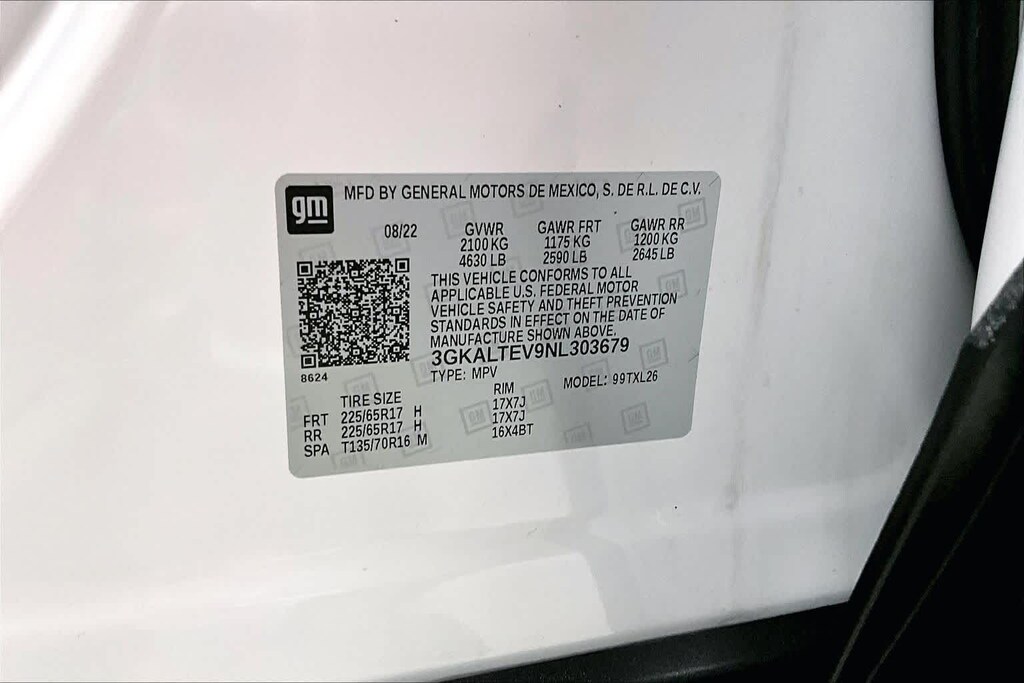 gm MFD BY GENERAL MOTORS DE MEXICO, S. DE R.L. DE C.V.
08/22 GVWR GAWR FRT GAWR RR
2100 KG 1175 KG 1200 KG
4630 LB 2590 LB 2645 LB
THIS VEHICLE CONFORMS TO ALL
APPLICABLE U.S. FEDERAL MOTOR
VEHICLE SAFETY AND THEFT PREVENTION
STANDARDS IN EFFECT ON THE DATE OF
MANUFACTURE SHOWN ABOVE.
3GKALTEV9NL303679
8624 TYPE: MPV MODEL: 99TXL26
TIRE SIZE RIM
FRT 225/65R17 H 17X7J
RR 225/65R17 H 17X7J
SPA T135/70R16 M 16X4BT